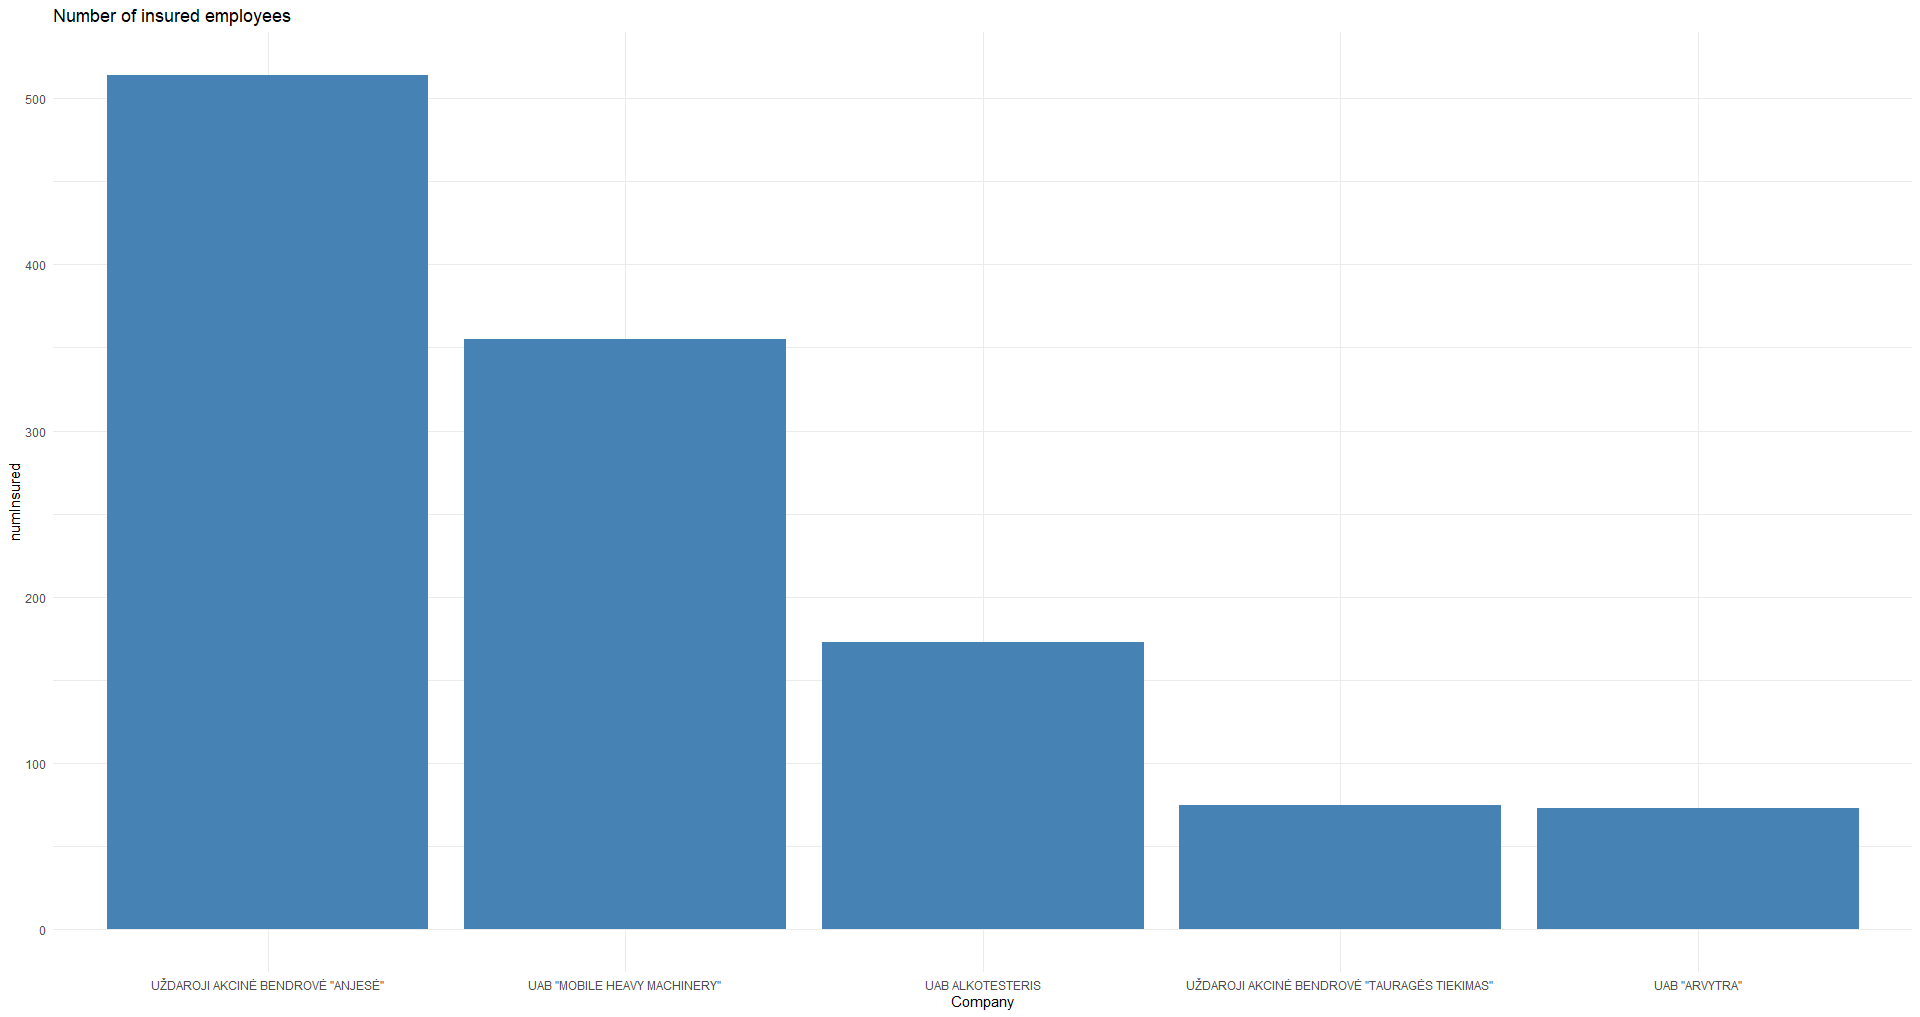 Number of insured employees
500
400
300
200
100
0
numInsured
UŽDAROJI AKCINĖ BENDROVĖ "ANJESĖ"
UAB "MOBILE HEAVY MACHINERY"
UAB ALKOTESTERIS
UŽDAROJI AKCINĖ BENDROVĖ "TAURAGĖS TIEKIMAS"
UAB "ARVYTRA"
Company